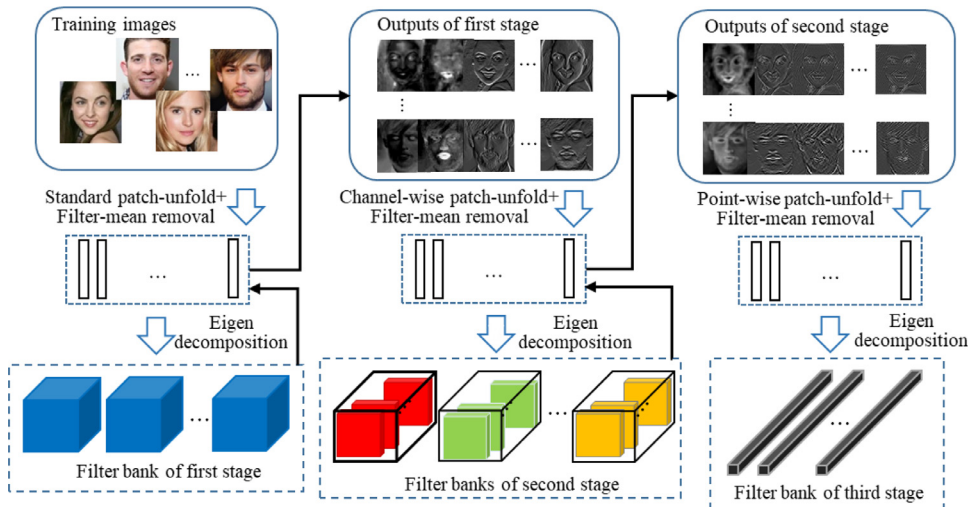 Training images
...
Outputs of first stage
...
...
...
Outputs of second stage
...
...
...
Standard patch-unfold+
Filter-mean removal
Channel-wise patch-unfold+
Filter-mean removal
Point-wise patch-unfold+
Filter-mean removal
...
...
...
Eigen
decomposition
Eigen
decomposition
Eigen
decomposition
...
Filter bank of first stage
...
Filter banks of second stage
...
Filter bank of third stage